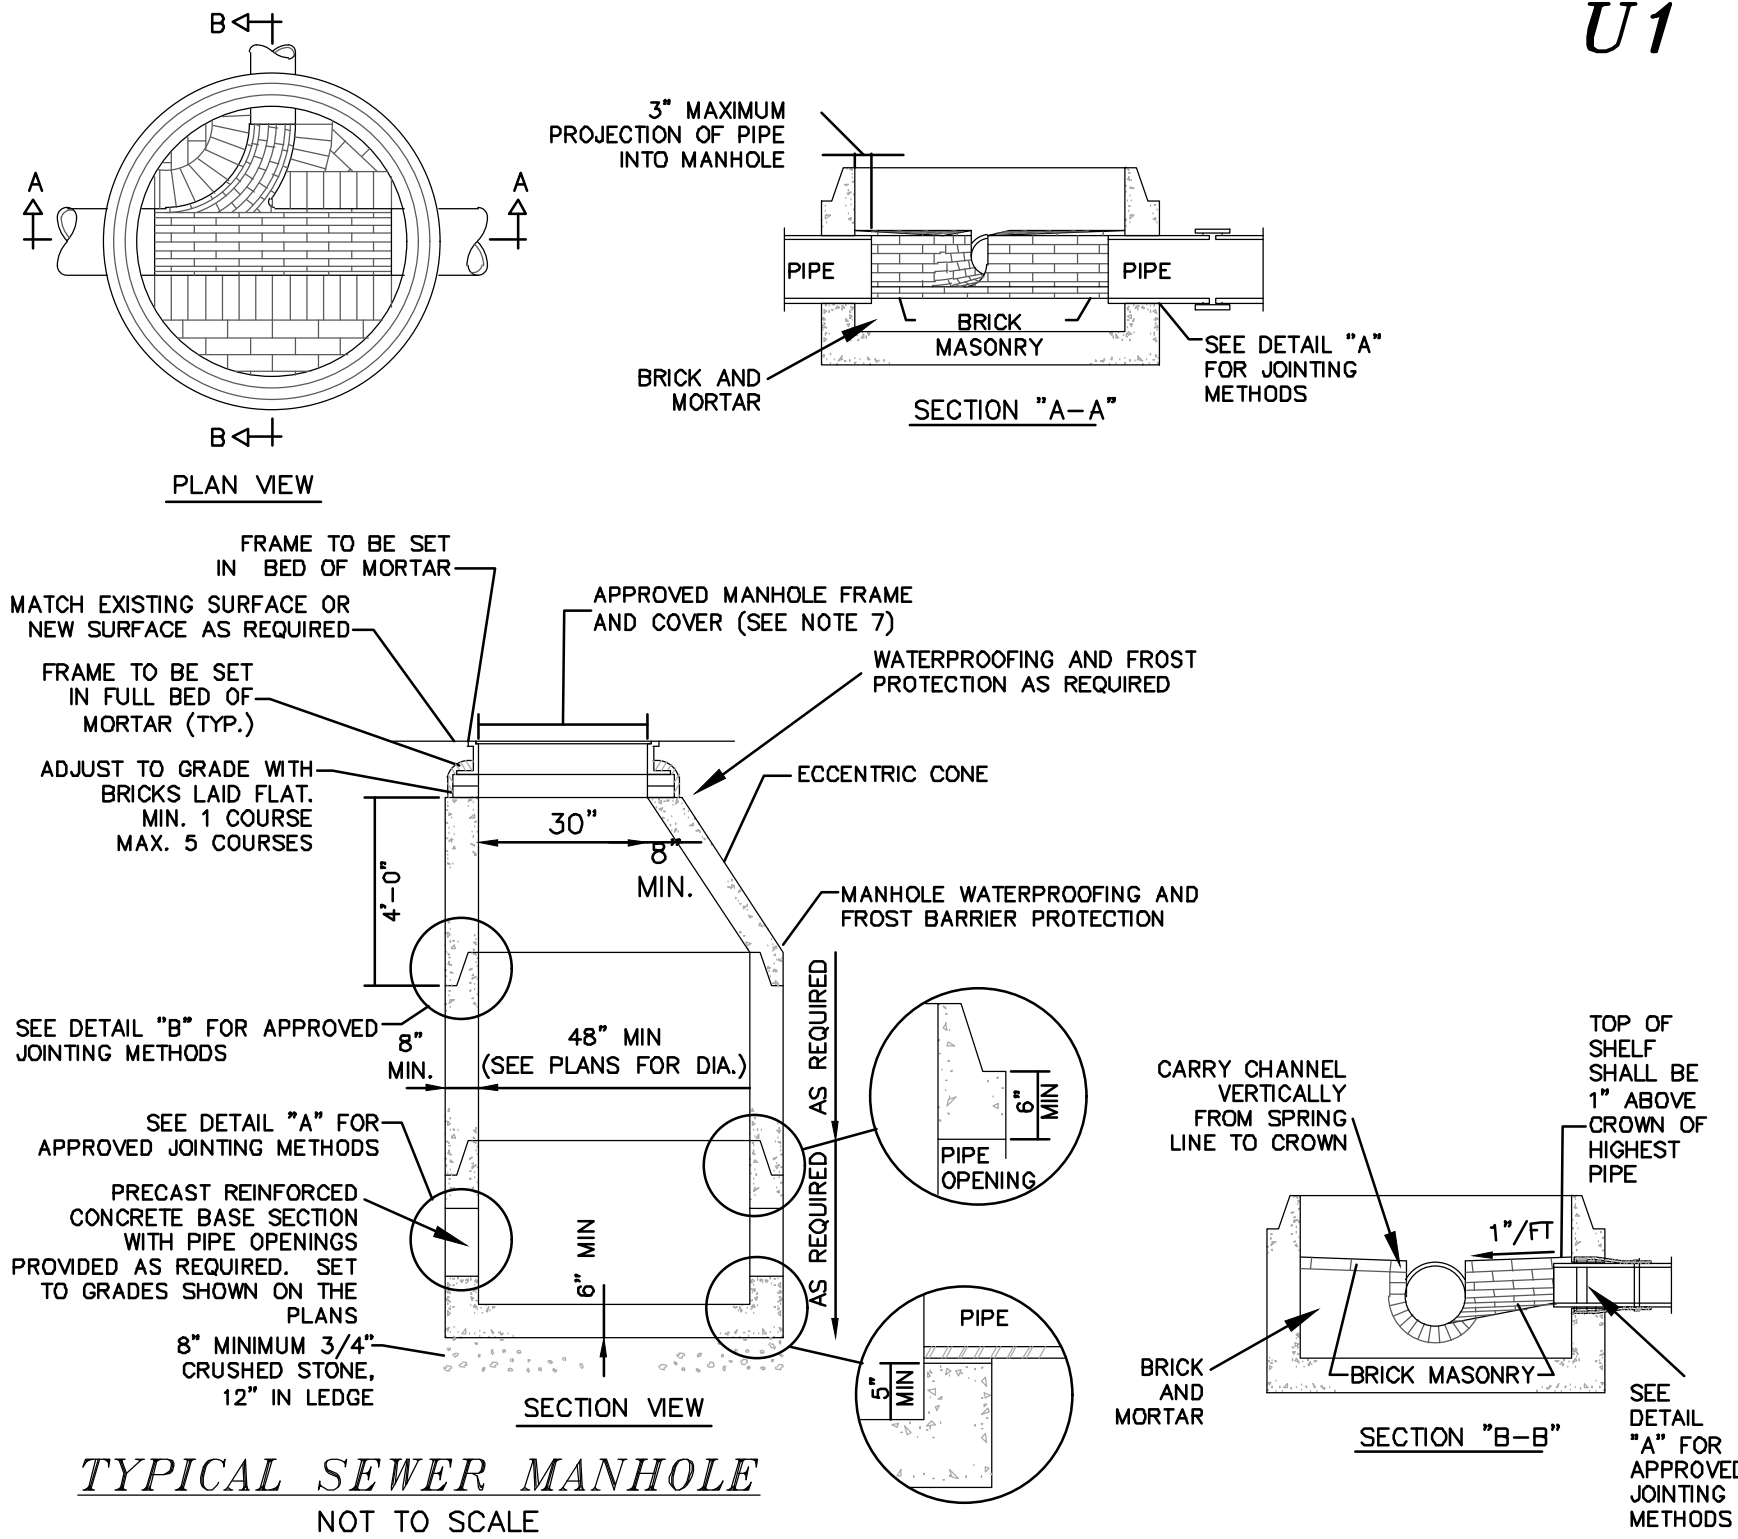 U1
B
A
A
B
PLAN VIEW
3" MAXIMUM
PROJECTION OF PIPE
INTO MANHOLE
PIPE
PIPE
BRICK
MASONRY
BRICK AND
MORTAR
SEE DETAIL "A"
FOR JOINTING
METHODS
SECTION "A-A"
FRAME TO BE SET
IN BED OF MORTAR
MATCH EXISTING SURFACE OR
NEW SURFACE AS REQUIRED
FRAME TO BE SET
IN FULL BED OF
MORTAR (TYP.)
ADJUST TO GRADE WITH
BRICKS LAID FLAT.
MIN. 1 COURSE
MAX. 5 COURSES
APPROVED MANHOLE FRAME
AND COVER (SEE NOTE 7)
WATERPROOFING AND FROST
PROTECTION AS REQUIRED
ECCENTRIC CONE
30"
8"
MIN.
4'-0"
MANHOLE WATERPROOFING AND
FROST BARRIER PROTECTION
SEE DETAIL "B" FOR APPROVED
JOINTING METHODS
8"
MIN.
48" MIN
(SEE PLANS FOR DIA.)
AS REQUIRED
AS REQUIRED
SEE DETAIL "A" FOR
APPROVED JOINTING METHODS
PRECAST REINFORCED
CONCRETE BASE SECTION
WITH PIPE OPENINGS
PROVIDED AS REQUIRED. SET
TO GRADES SHOWN ON THE
PLANS
6" MIN
8" MINIMUM 3/4"
CRUSHED STONE,
12" IN LEDGE
SECTION VIEW
6"
MIN
PIPE
OPENING
PIPE
5"
MIN
CARRY CHANNEL
VERTICALLY
FROM SPRING
LINE TO CROWN
TOP OF
SHELF
SHALL BE
1" ABOVE
CROWN OF
HIGHEST
PIPE
1"/FT
BRICK
AND
MORTAR
BRICK MASONRY
SECTION "B-B"
SEE
DETAIL
"A" FOR
APPROVED
JOINTING
METHODS
TYPICAL SEWER MANHOLE
NOT TO SCALE